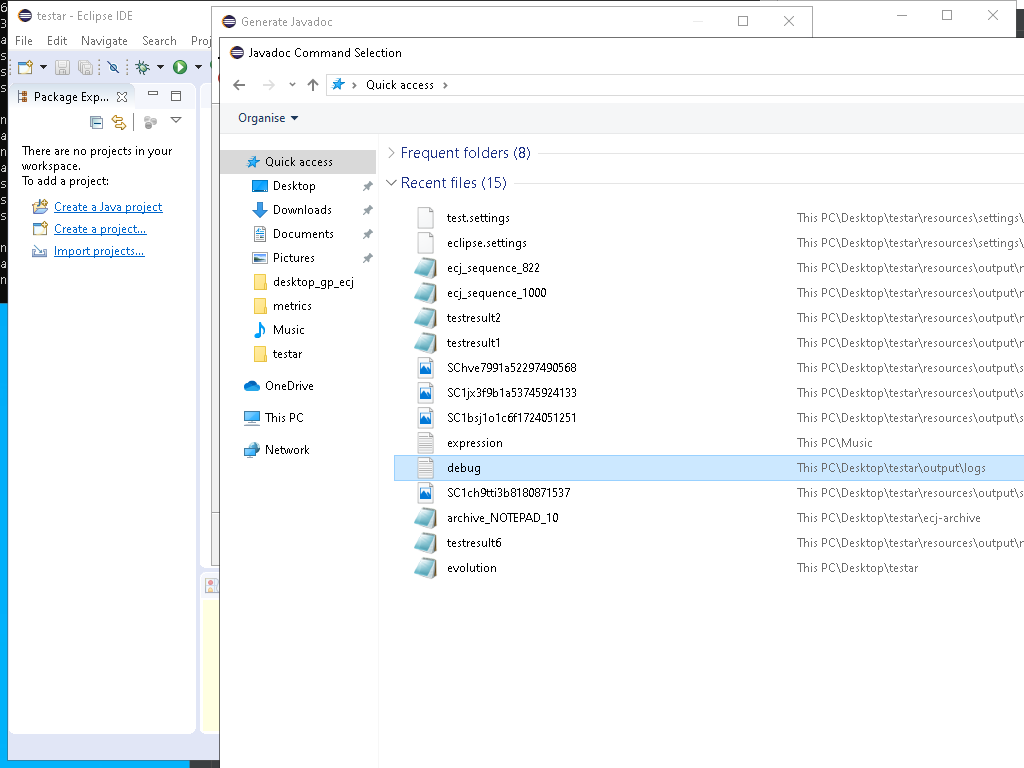 testar - Eclipse IDE
Generate Javadoc
File Edit Navigate Search Proj
Javadoc Command Selection
Quick access
Organise
Package Exp...
There are no projects in your
workspace.
To add a project:
Create a Java project
Create a project...
Import projects...
Quick access
Desktop
Downloads
Documents
Pictures
desktop_gp_ecj
metrics
Music
testar
OneDrive
This PC
Network
Frequent folders (8)
Recent files (15)
test.settings This PC\Desktop\testar\resources\settings\
eclipse.settings This PC\Desktop\testar\resources\settings\
ecj_sequence_822 This PC\Desktop\testar\resources\output\r
ecj_sequence_1000 This PC\Desktop\testar\resources\output\r
testresult2 This PC\Desktop\testar\resources\output\r
testresult1 This PC\Desktop\testar\resources\output\r
SChve7991a52297490568 This PC\Desktop\testar\resources\output\s
SC1jx3f9b1a53745924133 This PC\Desktop\testar\resources\output\s
SC1bsj1o1c6f1724051251 This PC\Desktop\testar\resources\output\s
expression This PC\Music
debug This PC\Desktop\testar\output\logs
SC1ch9tti3b8180871537 This PC\Desktop\testar\resources\output\s
archive_NOTEPAD_10 This PC\Desktop\testar\ecj-archive
testresult6 This PC\Desktop\testar\resources\output\r
evolution This PC\Desktop\testar